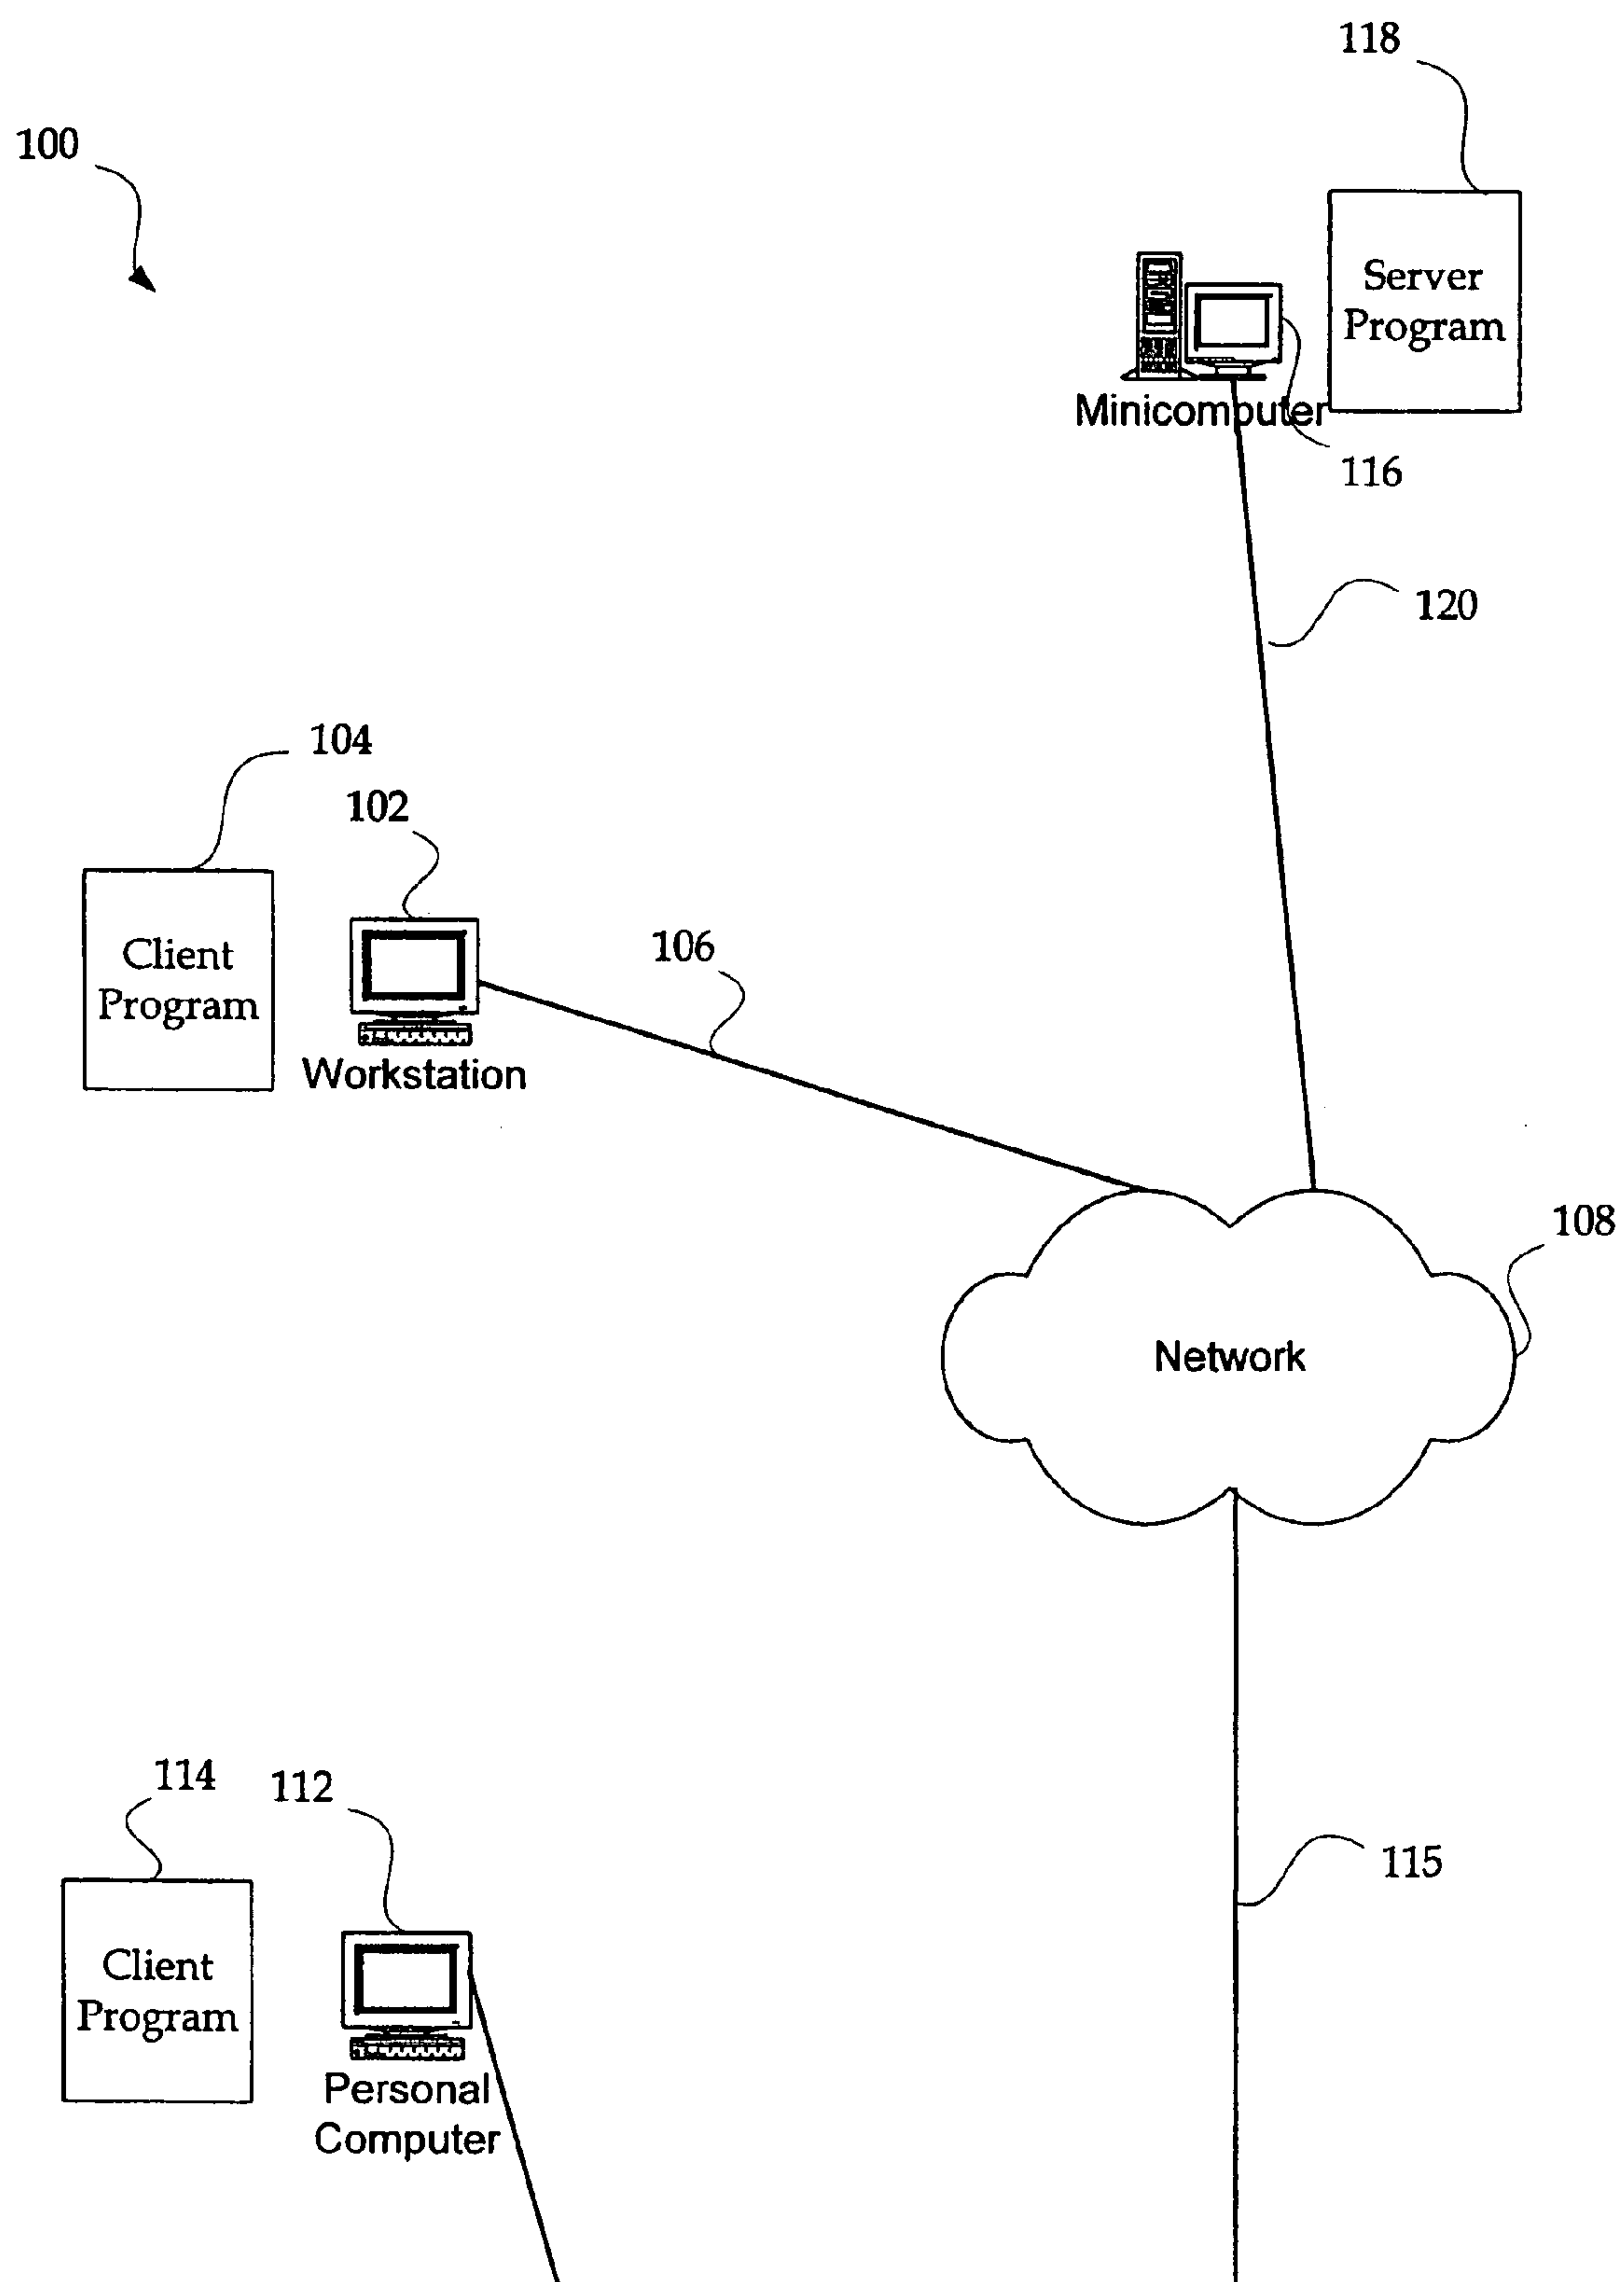 118
100
Server
Program
Minicomputer
116
120
104
102
Client
Program
106
Workstation
108
Network
114
112
115
Client
Program
Personal
Computer